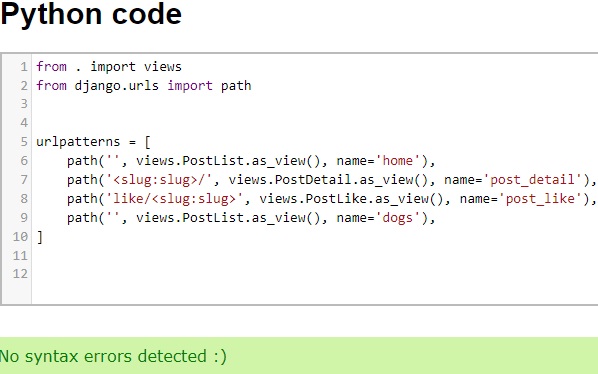 Python code
1 from . import views
2 from django.urls import path
3
4
5 urlpatterns = [
6     path('', views.PostList.as_view(), name='home'),
7     path('<slug:slug>/', views.PostDetail.as_view(), name='post_detail'),
8     path('like/<slug:slug>', views.PostLike.as_view(), name='post_like'),
9     path('', views.PostList.as_view(), name='dogs'),
10 ]
11
12
No syntax errors detected :)